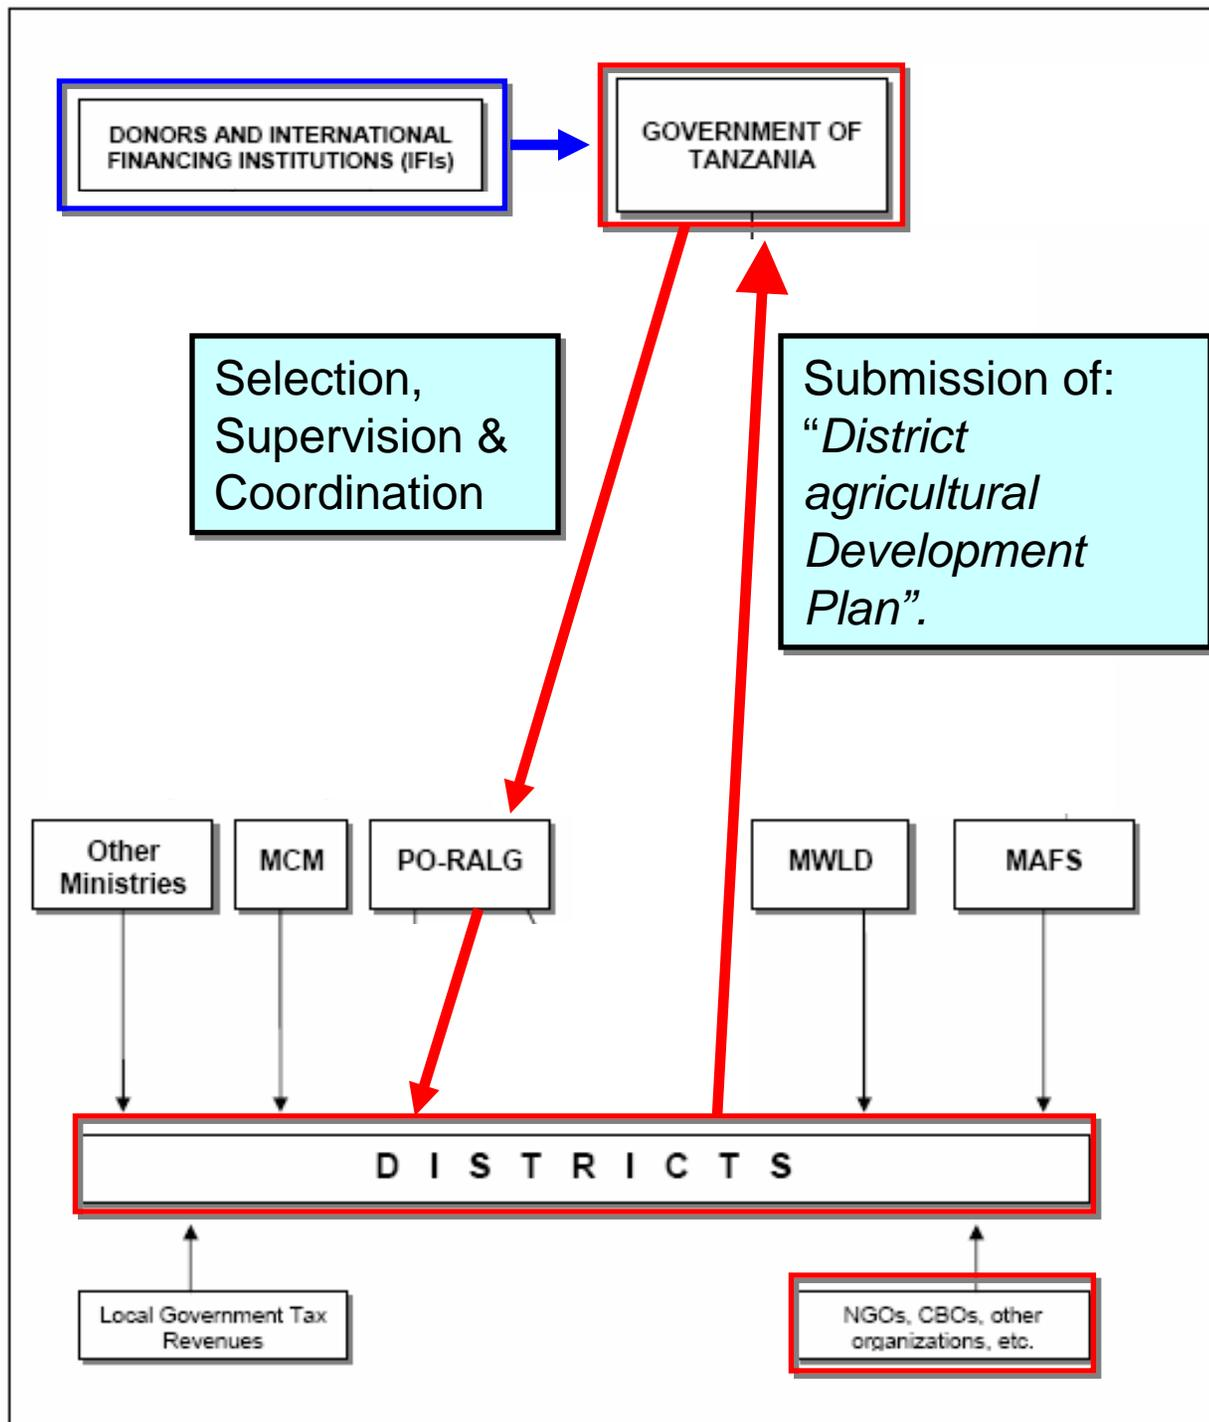 DONORS AND INTERNATIONAL
FINANCING INSTITUTIONS (IFIs)
GOVERNMENT OF
TANZANIA
Selection,
Supervision &
Coordination
Submission of:
“District
agricultural
Development
Plan”.
Other
Ministries
MCM
PO-RALG
MWLD
MAFS
D I S T R I C T S
Local Government Tax
Revenues
NGOs, CBOs, other
organizations, etc.